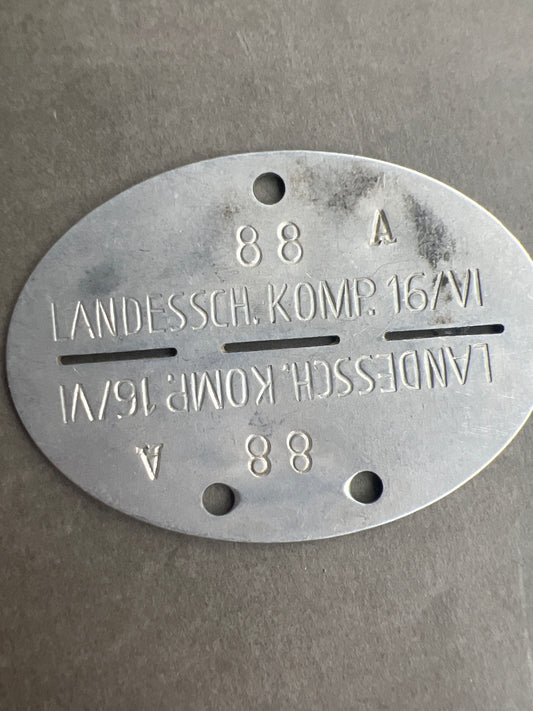 88 A
LANDESSCH. KOMP. 16/VI
LANDESSCH. KOMP. 16/VI
88 A